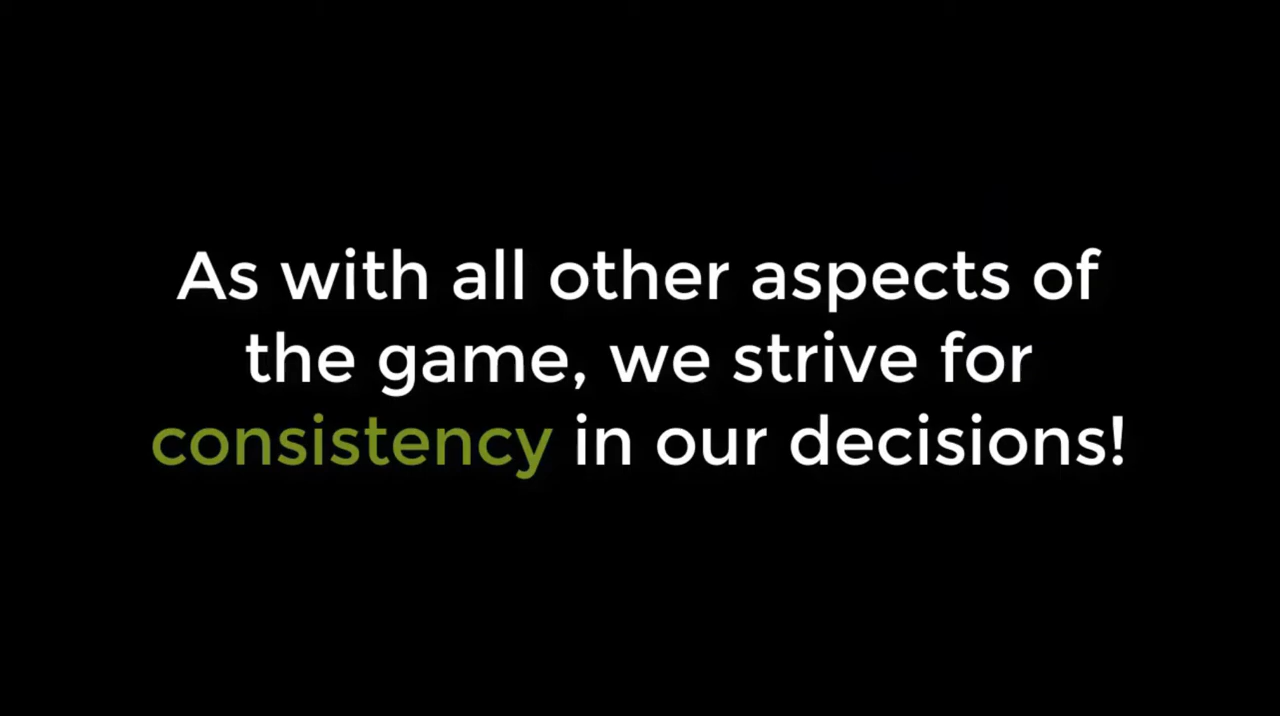 As with all other aspects of
the game, we strive for
consistency in our decisions!